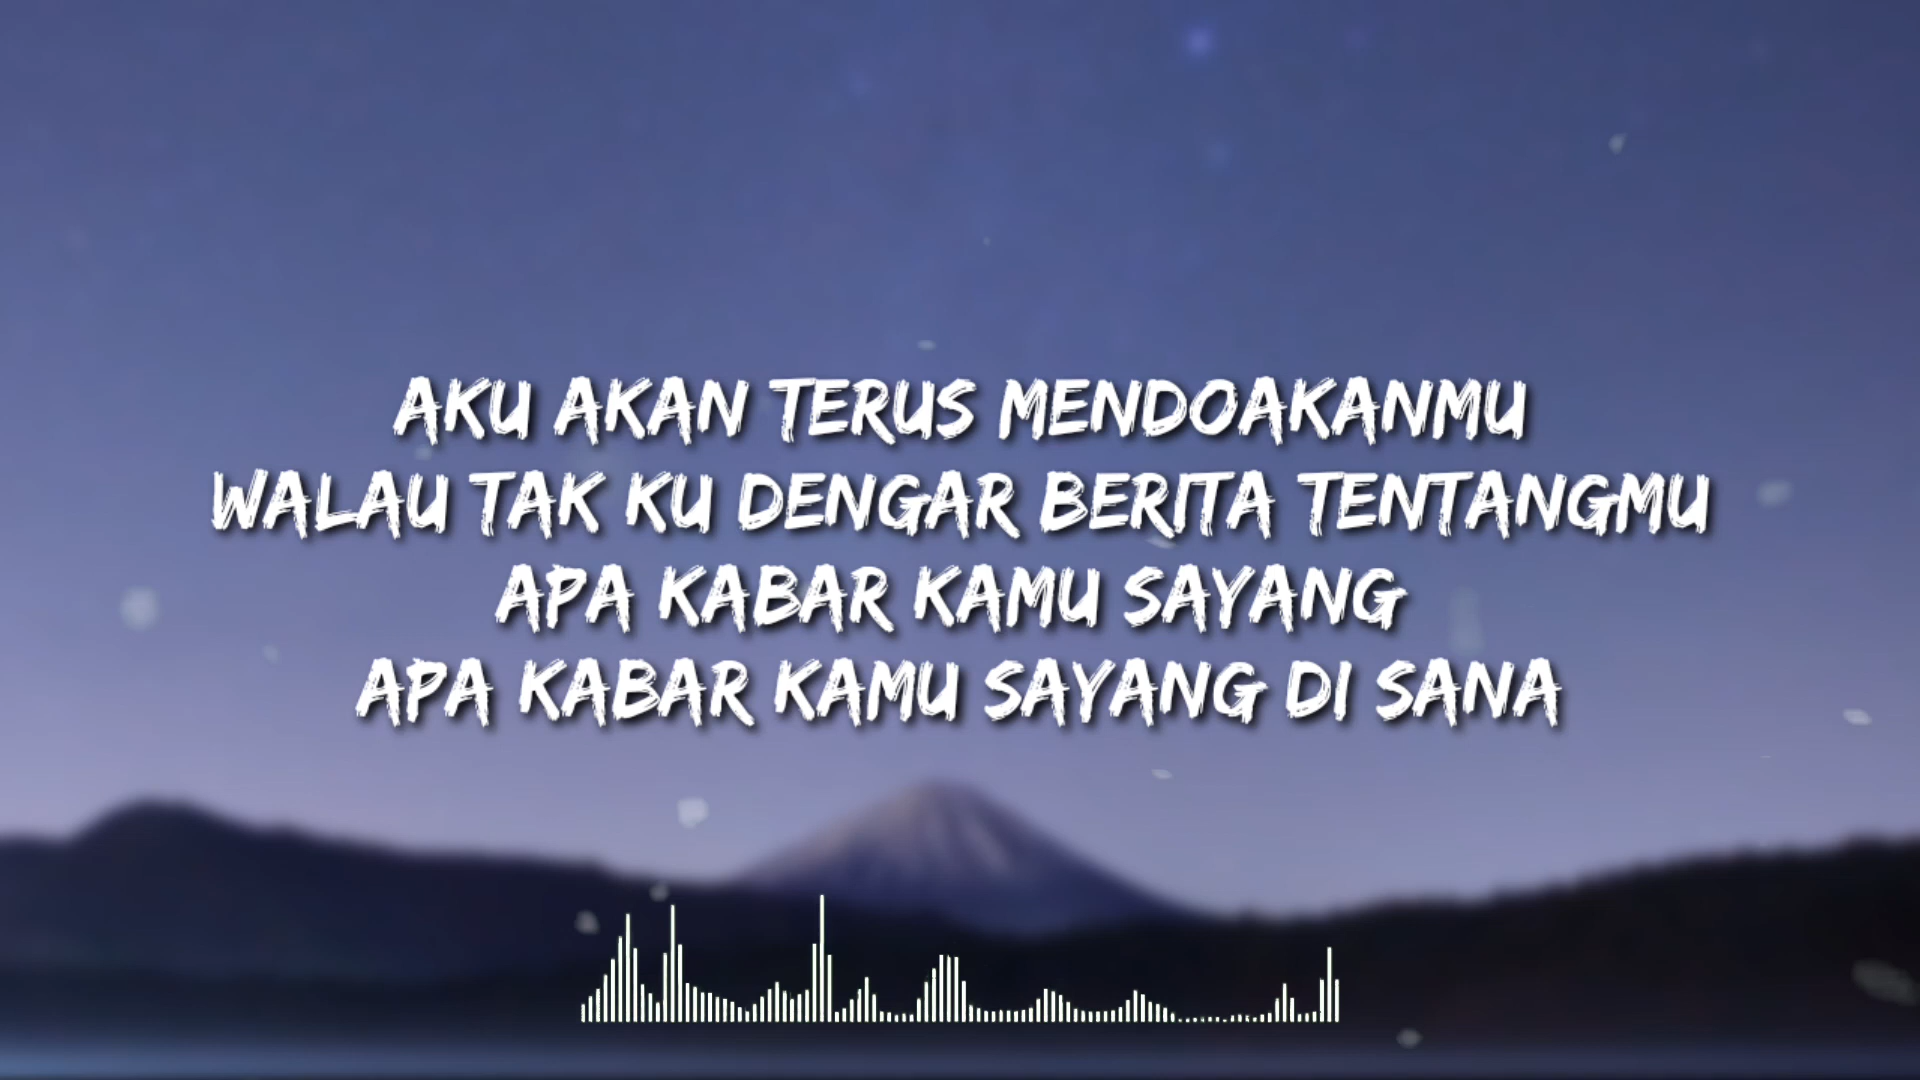 AKU AKAN TERUS MENDOAKANMU
WALAU TAK KU DENGAR BERITA TENTANGMU
APA KABAR KAMU SAYANG
APA KABAR KAMU SAYANG DI SANA